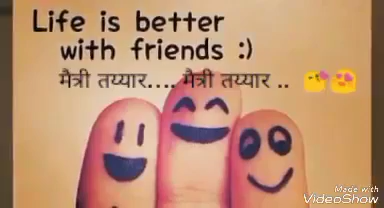 Life is better
with friends :)
मैत्री तय्यार.... मैत्री तय्यार .. 😘😍
Made with
VideoShow